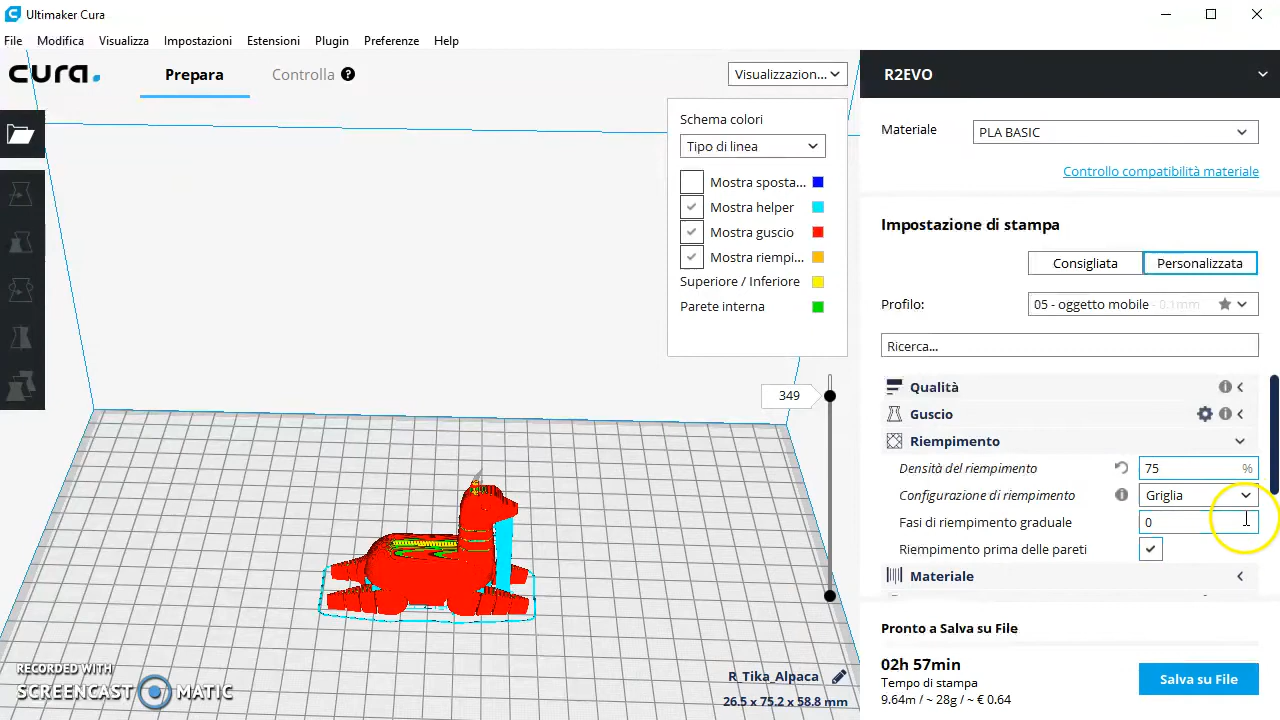 Ultimaker Cura
File Modifica Visualizza Impostazioni Estensioni Plugin Preferenze Help
cura.
Prepara
Controlla ?
Visualizzazion...
Schema colori
Tipo di linea
Mostra sposta...
Mostra helper
Mostra guscio
Mostra riempi...
Superiore / Inferiore
Parete interna
349
R2EVO
Materiale
PLA BASIC
Controllo compatibilità materiale
Impostazione di stampa
Consigliata
Personalizzata
Profilo:
05 - oggetto mobile - 0.1mm
Ricerca...
Qualità
Guscio
Riempimento
Densità del riempimento
75 %
Configurazione di riempimento
Griglia
Fasi di riempimento graduale
0
Riempimento prima delle pareti
Materiale
Pronto a Salva su File
02h 57min
Tempo di stampa
9.64m / ~ 28g / ~ € 0.64
Salva su File
R_Tika_Alpaca
26.5 x 75.2 x 58.8 mm
RECORDED WITH
SCREENCAST MATIC